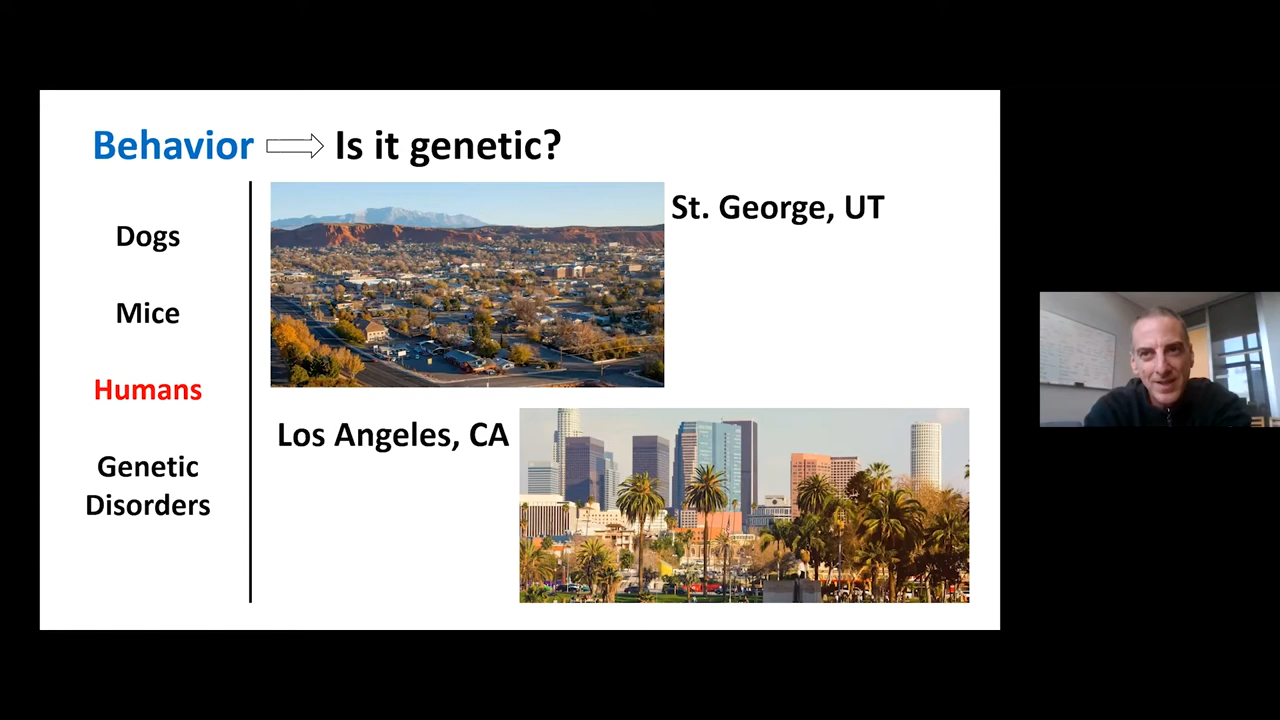 Behavior Is it genetic?
Dogs
Mice
Humans
Genetic
Disorders
St. George, UT
Los Angeles, CA